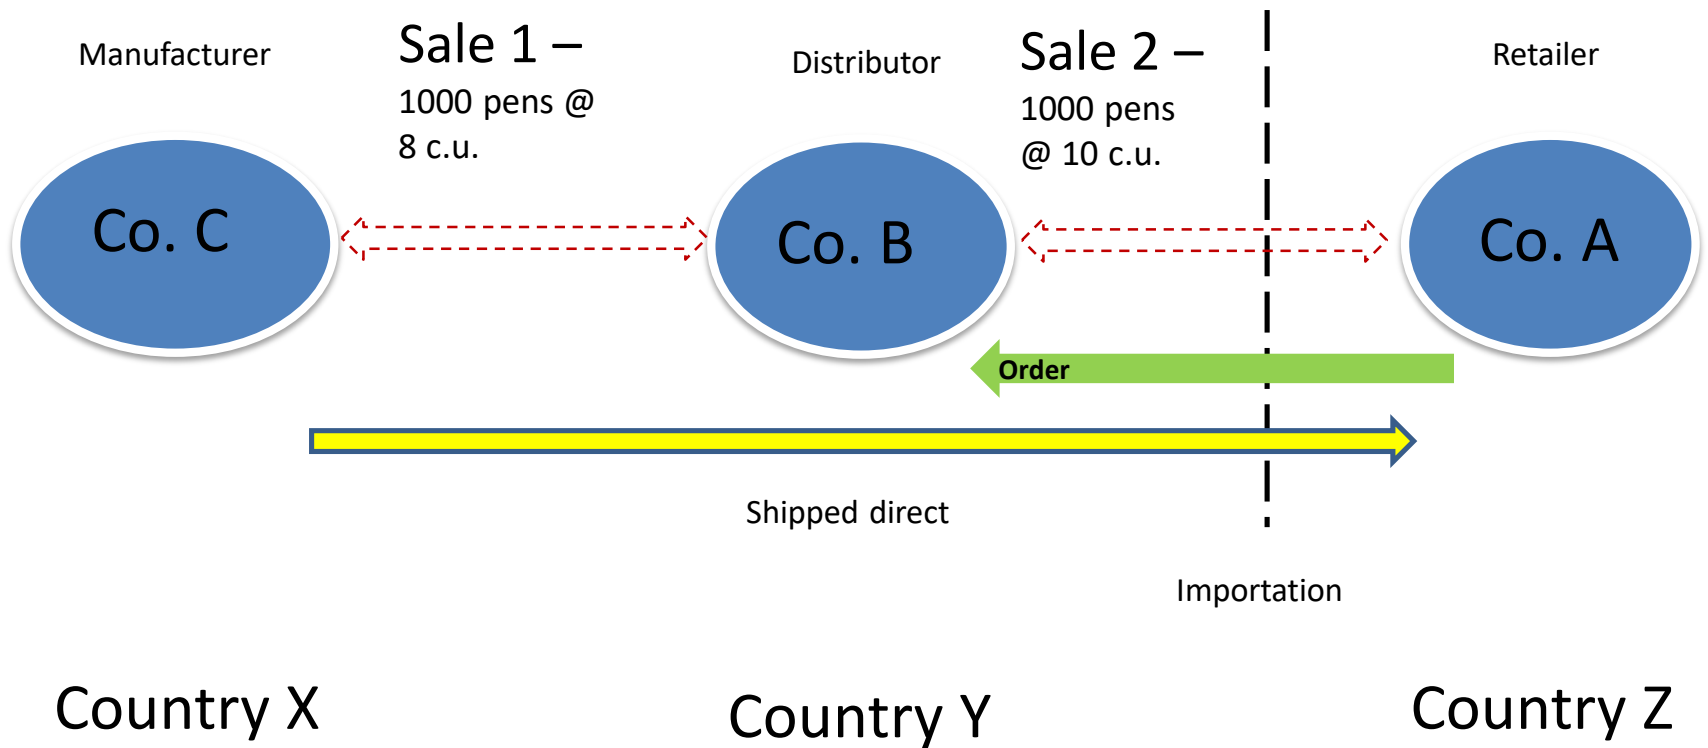 Manufacturer
Sale 1 –
1000 pens @
8 c.u.
Distributor
Sale 2 –
1000 pens
@ 10 c.u.
Retailer
Co. C
Co. B
Co. A
Order
Shipped direct
Importation
Country X
Country Y
Country Z